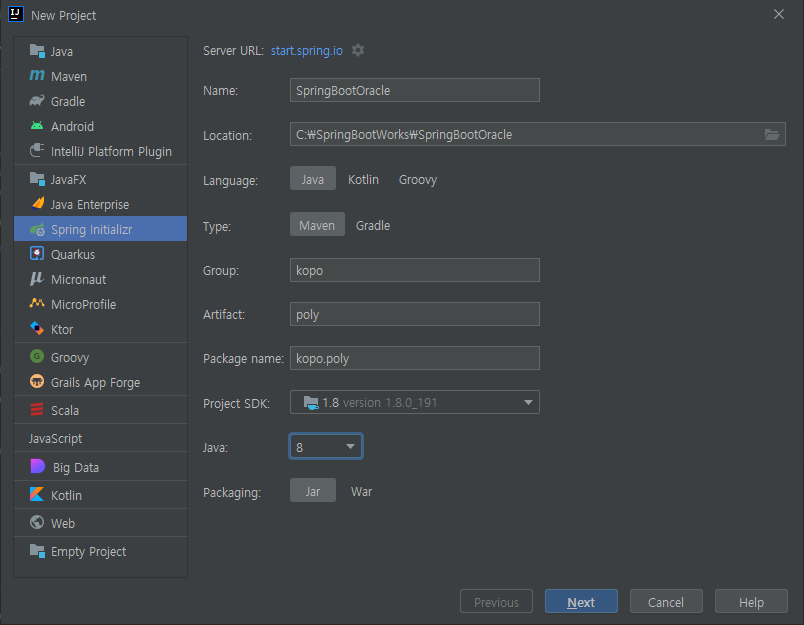 New Project
Java
Maven
Gradle
Android
IntelliJ Platform Plugin
JavaFX
Java Enterprise
Spring Initializr
Quarkus
Micronaut
MicroProfile
Ktor
Groovy
Grails App Forge
Scala
JavaScript
Big Data
Kotlin
Web
Empty Project
Server URL: start.spring.io
Name: SpringBootOracle
Location: C:₩SpringBootWorks₩SpringBootOracle
Language: Java Kotlin Groovy
Type: Maven Gradle
Group: kopo
Artifact: poly
Package name: kopo.poly
Project SDK: 1.8 version 1.8.0_191
Java: 8
Packaging: Jar War
Previous Next Cancel Help